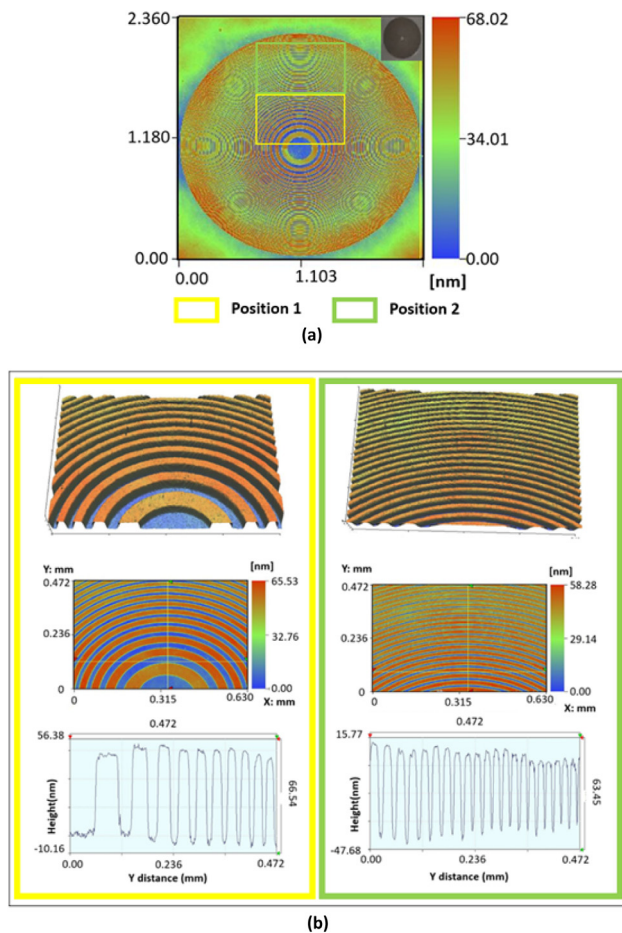 2.360
1.180
0.00
0.00
1.103
68.02
34.01
0.00
[nm]
Position 1
Position 2
(a)
Y: mm
0.472
0.236
0
0
0.315
0.630
X: mm
[nm]
65.53
32.76
0.00
0.472
56.38
Height(nm)
-10.16
66.54
0.00
0.236
0.472
Y distance (mm)
Y: mm
0.472
0.236
0
0
0.315
0.630
X: mm
[nm]
58.28
29.14
0.00
0.472
15.77
Height(nm)
-47.68
63.45
0.00
0.236
0.472
Y distance (mm)
(b)